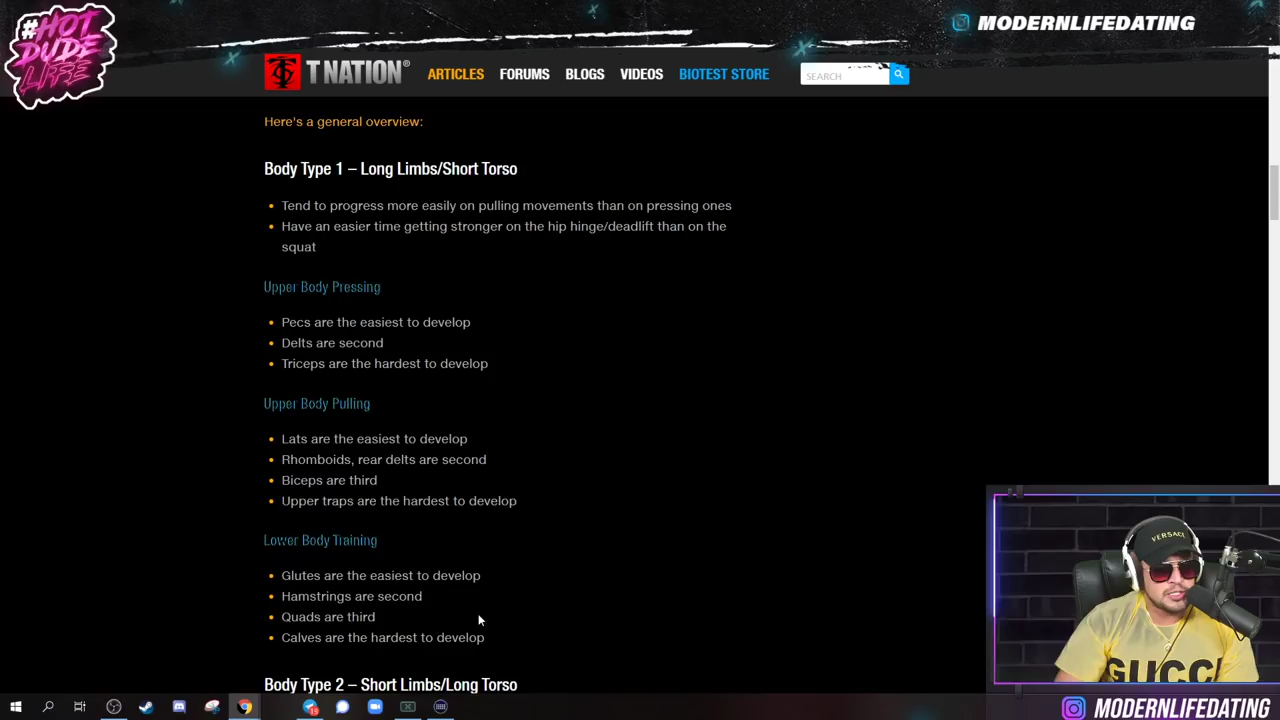 #HOT
DUDE
LIFE
MODERNLIFEDATING
T NATION®
ARTICLES
FORUMS
BLOGS
VIDEOS
BIOTEST STORE
SEARCH
Here's a general overview:
Body Type 1 – Long Limbs/Short Torso
• Tend to progress more easily on pulling movements than on pressing ones
• Have an easier time getting stronger on the hip hinge/deadlift than on the
squat
Upper Body Pressing
• Pecs are the easiest to develop
• Delts are second
• Triceps are the hardest to develop
Upper Body Pulling
• Lats are the easiest to develop
• Rhomboids, rear delts are second
• Biceps are third
• Upper traps are the hardest to develop
Lower Body Training
• Glutes are the easiest to develop
• Hamstrings are second
• Quads are third
• Calves are the hardest to develop
Body Type 2 – Short Limbs/Long Torso
VERSACE
GUCCI
MODERNLIFEDATING